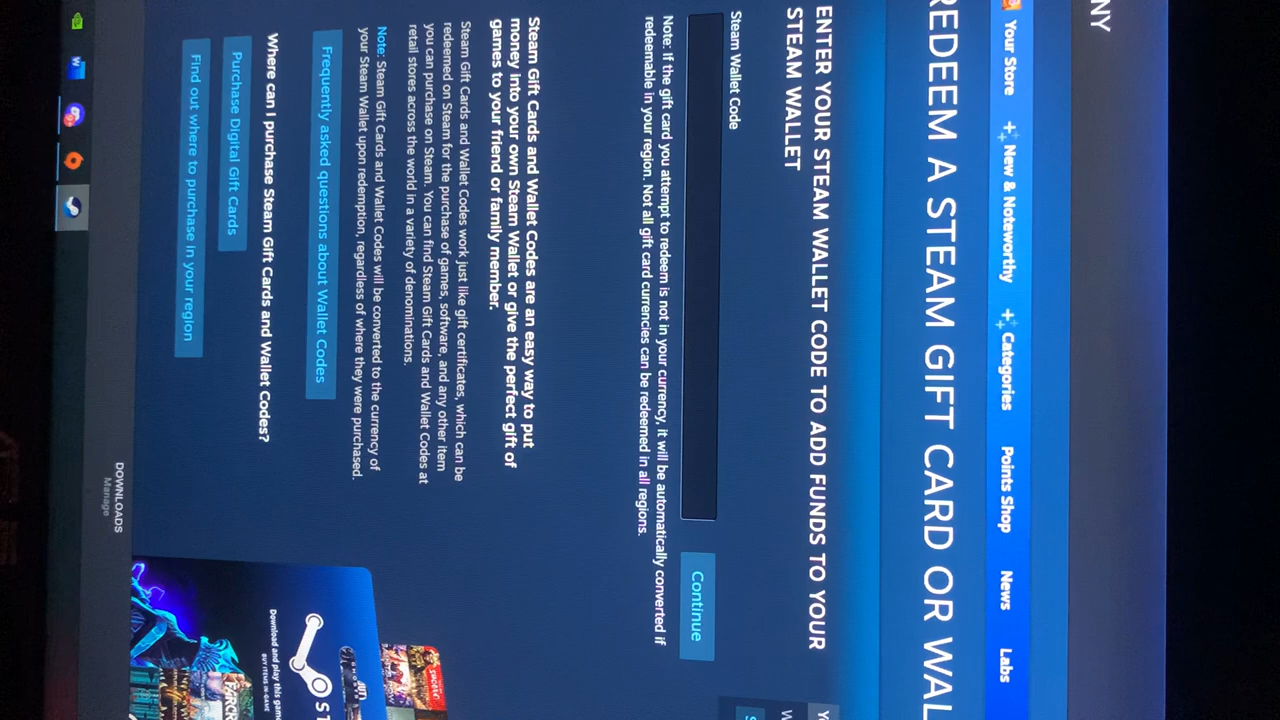 NY
Your Store New & Noteworthy Categories Points Shop News Labs
REDEEM A STEAM GIFT CARD OR WAL
ENTER YOUR STEAM WALLET CODE TO ADD FUNDS TO YOUR
STEAM WALLET
Steam Wallet Code
Continue
Note: If the gift card you attempt to redeem is not in your currency, it will be automatically converted if
redeemable in your region. Not all gift card currencies can be redeemed in all regions.
Steam Gift Cards and Wallet Codes are an easy way to put
money into your own Steam Wallet or give the perfect gift of
games to your friend or family member.
Steam Gift Cards and Wallet Codes work just like gift certificates, which can be
redeemed on Steam for the purchase of games, software, and any other item
you can purchase on Steam. You can find Steam Gift Cards and Wallet Codes at
retail stores across the world in a variety of denominations.
Note: Steam Gift Cards and Wallet Codes will be converted to the currency of
your Steam Wallet upon redemption, regardless of where they were purchased.
Frequently asked questions about Wallet Codes
Where can I purchase Steam Gift Cards and Wallet Codes?
Purchase Digital Gift Cards
Find out where to purchase in your region
ST
Download and play this game
BUY ITEMS IN-GAME
FARCR
DOWNLOADS
Manage
W